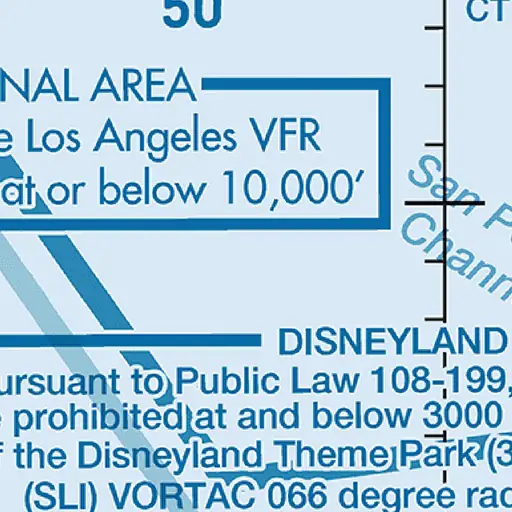 50
CT
NAL AREA
e Los Angeles VFR
at or below 10,000′
San P
Chann
DISNEYLAND
ursuant to Public Law 108-199,
e prohibited at and below 3000
f the Disneyland Theme Park (3
(SLI) VORTAC 066 degree rad